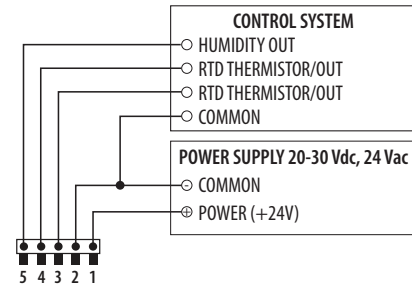 CONTROL SYSTEM
HUMIDITY OUT
RTD THERMISTOR/OUT
RTD THERMISTOR/OUT
COMMON
POWER SUPPLY 20-30 Vdc, 24 Vac
- COMMON
+ POWER (+24V)
5 4 3 2 1